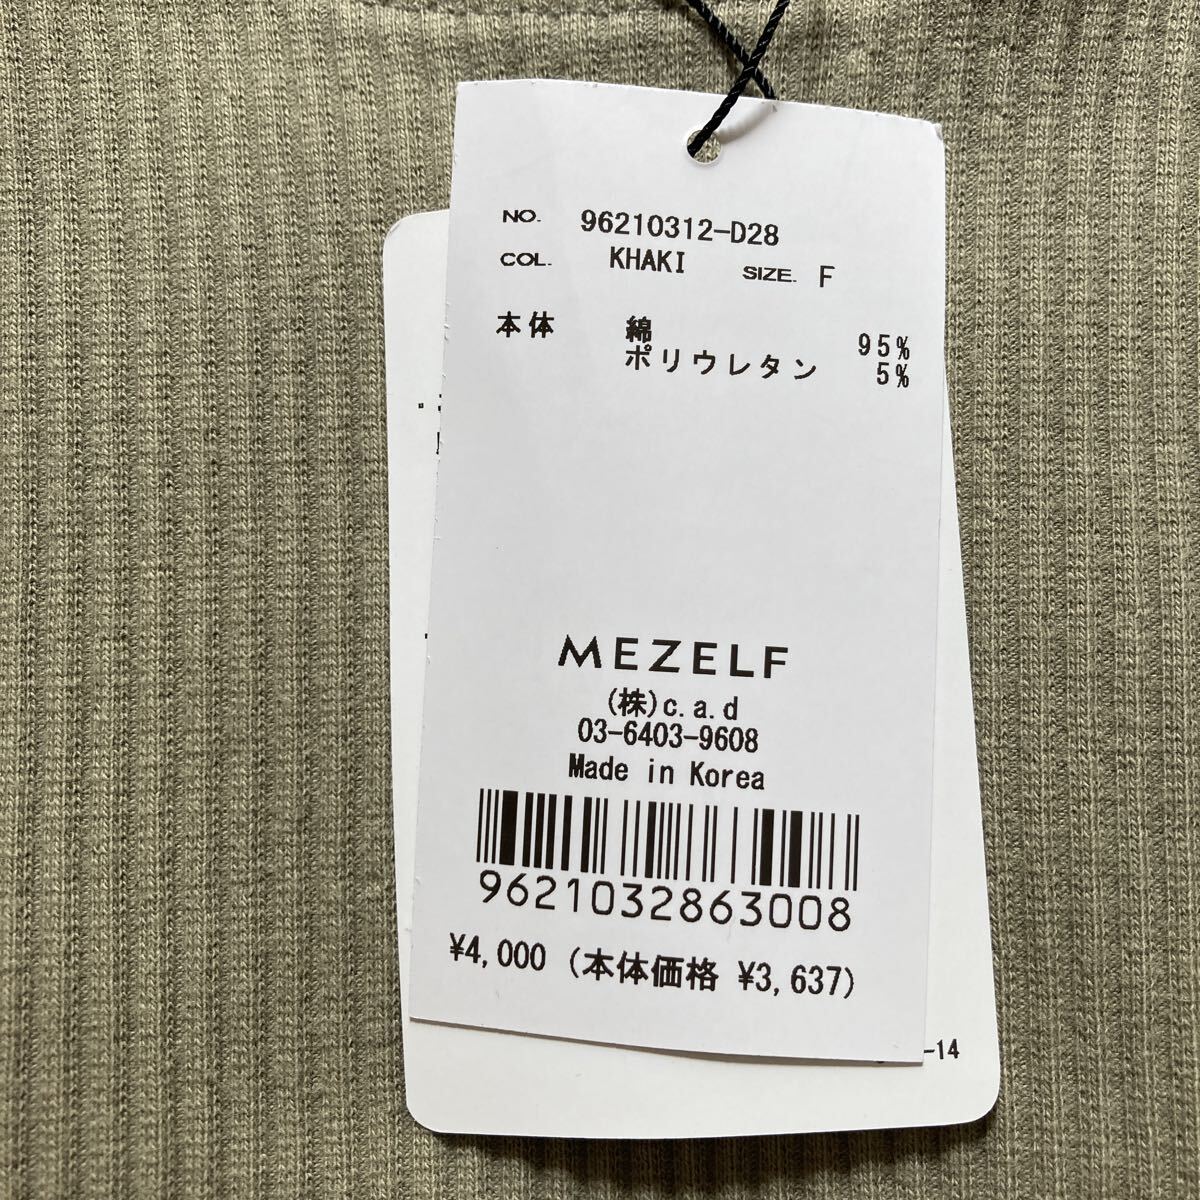 NO. 96210312-D28
COL. KHAKI SIZE. F
本体 綿 95%
ポリウレタン 5%
MEZELF
(株)c.a.d
03-6403-9608
Made in Korea
9621032863008
¥4,000 (本体価格 ¥3,637)
-14